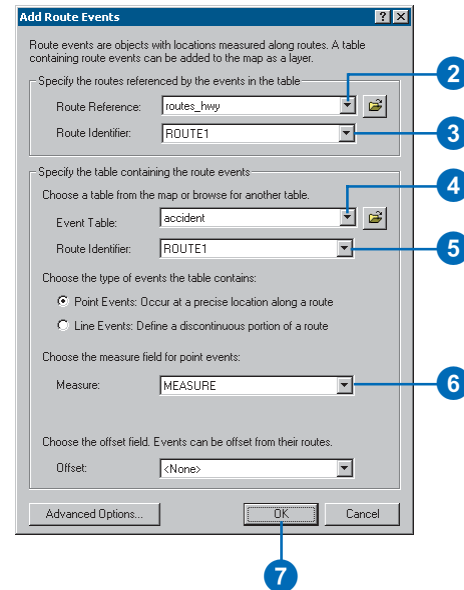 Add Route Events
Route events are objects with locations measured along routes. A table
containing route events can be added to the map as a layer.
Specify the routes referenced by the events in the table
Route Reference: routes_hwy
2
Route Identifier: ROUTE1
3
Specify the table containing the route events
Choose a table from the map or browse for another table.
4
Event Table: accident
Route Identifier: ROUTE1
5
Choose the type of events the table contains:
Point Events: Occur at a precise location along a route
Line Events: Define a discontinuous portion of a route
Choose the measure field for point events:
Measure: MEASURE
6
Choose the offset field. Events can be offset from their routes.
Offset: <None>
Advanced Options... OK Cancel
7